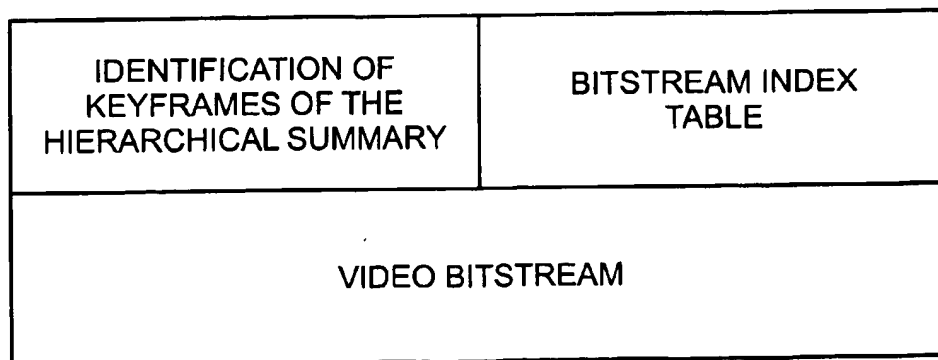 IDENTIFICATION OF
KEYFRAMES OF THE
HIERARCHICAL SUMMARY
BITSTREAM INDEX
TABLE
VIDEO BITSTREAM